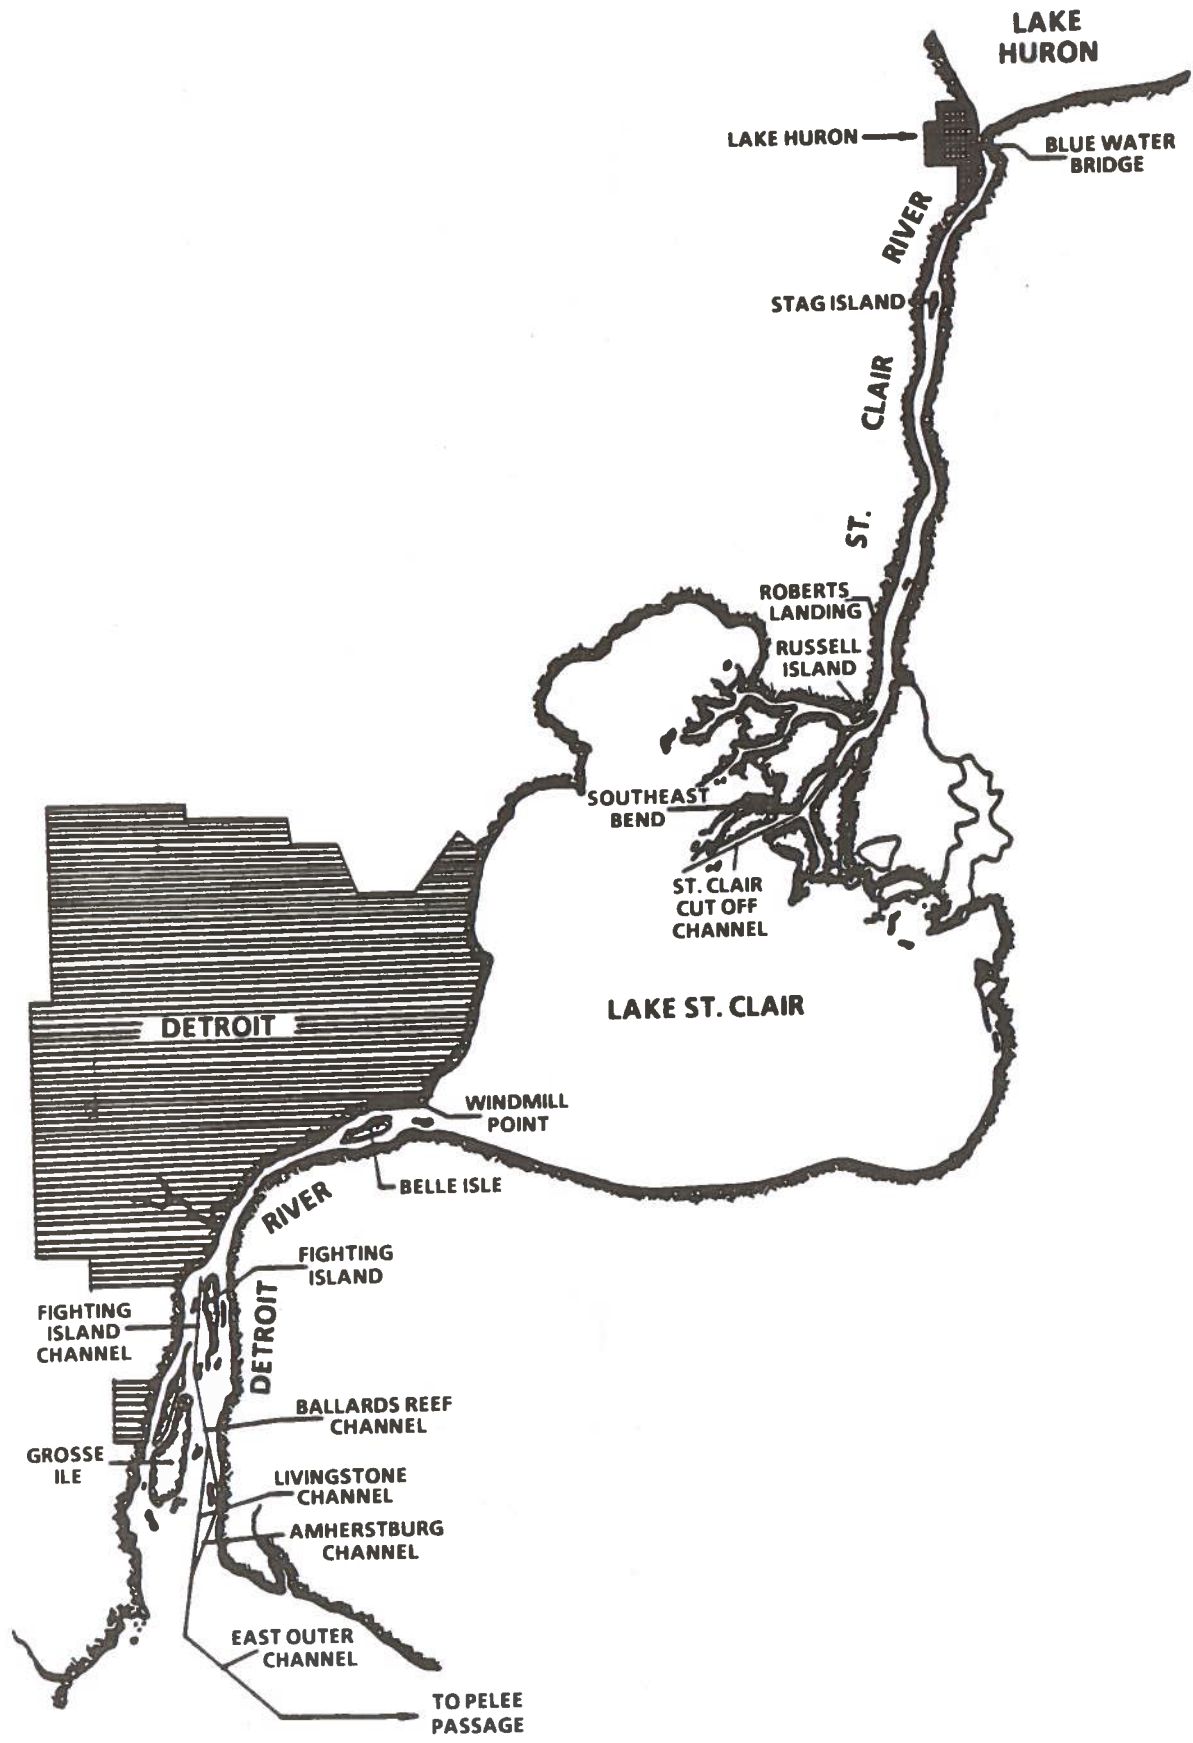 LAKE
HURON
LAKE HURON
BLUE WATER
BRIDGE
RIVER
STAG ISLAND
CLAIR
ST.
ROBERTS
LANDING
RUSSELL
ISLAND
SOUTHEAST
BEND
ST. CLAIR
CUT OFF
CHANNEL
LAKE ST. CLAIR
DETROIT
WINDMILL
POINT
BELLE ISLE
RIVER
FIGHTING
ISLAND
DETROIT
FIGHTING
ISLAND
CHANNEL
BALLARDS REEF
CHANNEL
GROSSE
ILE
LIVINGSTONE
CHANNEL
AMHERSTBURG
CHANNEL
EAST OUTER
CHANNEL
TO PELEE
PASSAGE